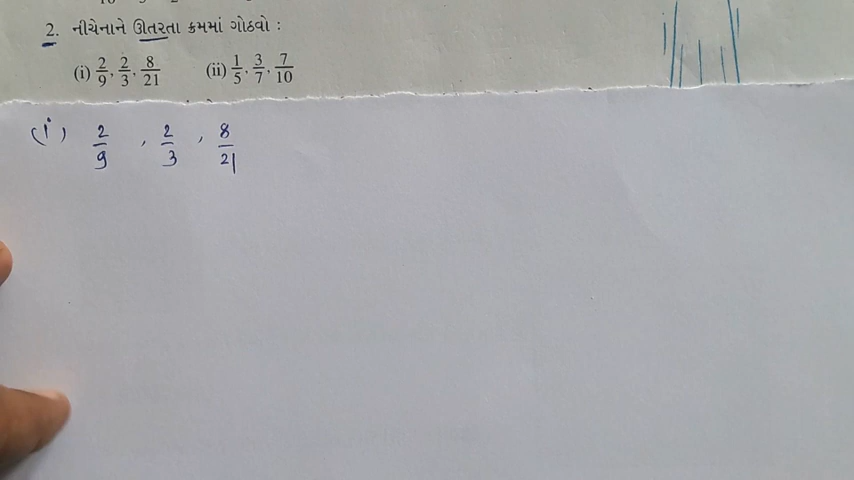 2. નીચેનાને ઊતરતા ક્રમમાં ગોઠવો :
(i) 2/9, 2/3, 8/21 (ii) 1/5, 3/7, 7/10
(i) 2/9 , 2/3 , 8/21